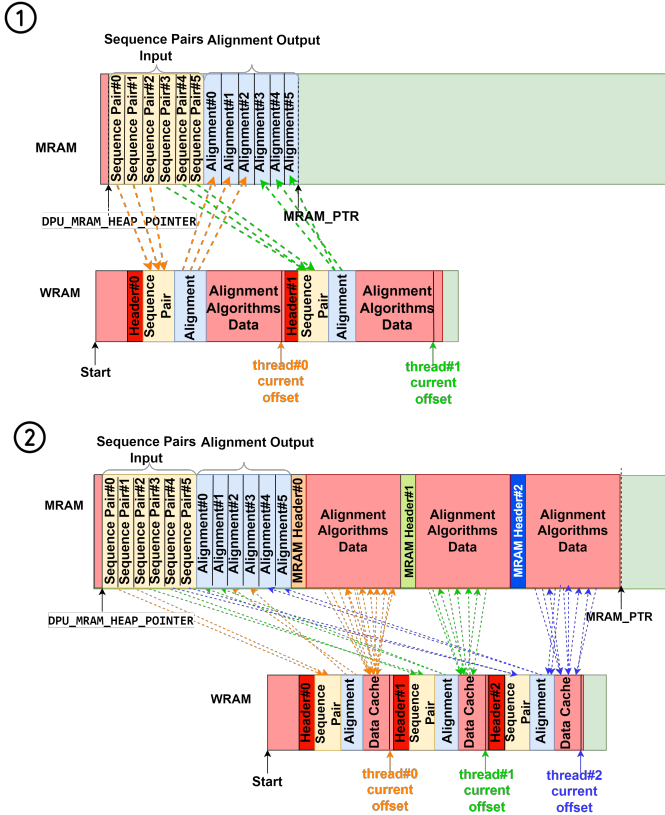 1
Sequence Pairs
Input
Alignment Output
Sequence Pair#0
Sequence Pair#1
Sequence Pair#2
Sequence Pair#3
Sequence Pair#4
Sequence Pair#5
Alignment#0
Alignment#1
Alignment#2
Alignment#3
Alignment#4
Alignment#5
MRAM
DPU_MRAM_HEAP_POINTER
MRAM_PTR
WRAM
Header#0
Sequence
Pair
Alignment
Alignment
Algorithms
Data
Header#1
Sequence
Pair
Alignment
Alignment
Algorithms
Data
Start
thread#0
current
offset
thread#1
current
offset
2
Sequence Pairs
Input
Alignment Output
MRAM
Sequence Pair#0
Sequence Pair#1
Sequence Pair#2
Sequence Pair#3
Sequence Pair#4
Sequence Pair#5
Alignment#0
Alignment#1
Alignment#2
Alignment#3
Alignment#4
Alignment#5
MRAM Header#0
Alignment
Algorithms
Data
MRAM Header#1
Alignment
Algorithms
Data
MRAM Header#2
Alignment
Algorithms
Data
DPU_MRAM_HEAP_POINTER
MRAM_PTR
WRAM
Header#0
Sequence
Pair
Alignment
Data Cache
Header#1
Sequence
Pair
Alignment
Data Cache
Header#2
Sequence
Pair
Alignment
Data Cache
Start
thread#0
current
offset
thread#1
current
offset
thread#2
current
offset